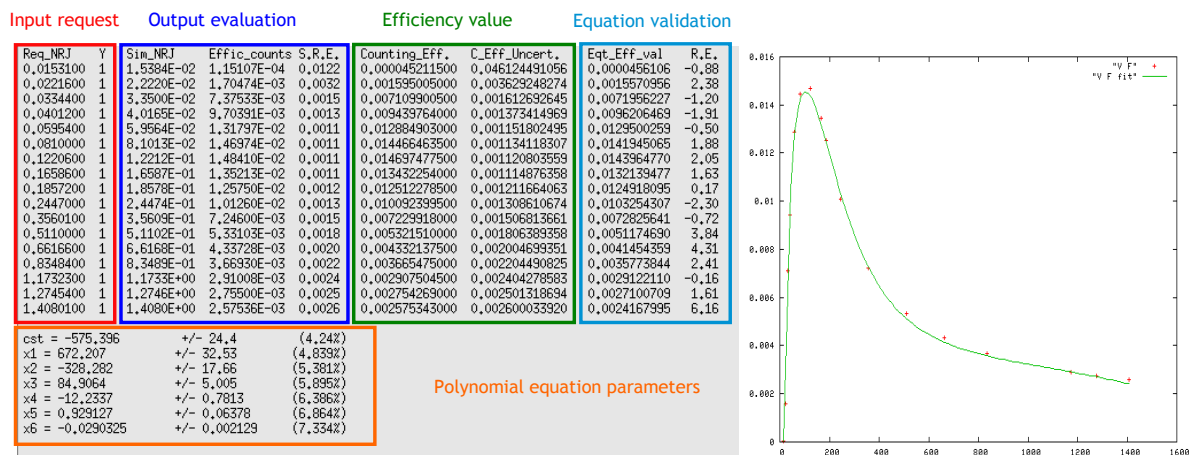 Input request Output evaluation Efficiency value Equation validation
Req_NRJ Y Sim_NRJ Effic_counts S.R.E. Counting_Eff. C_Eff_Uncert. Eqt_Eff_val R.E.
0.0153100 1 1.5384E-02 1.15107E-04 0.0122 0.000045211500 0.046124491056 0.0000456106 -0.88
0.0221600 1 2.2220E-02 1.70474E-03 0.0032 0.001595005000 0.003629248274 0.0015570956 2.38
0.0334400 1 3.3500E-02 7.37533E-03 0.0015 0.007109900500 0.001612692645 0.0071956227 -1.20
0.0401200 1 4.0165E-02 9.70391E-03 0.0013 0.009439764000 0.001373414969 0.0096206469 -1.91
0.0595400 1 5.9564E-02 1.31797E-02 0.0011 0.012884903000 0.001151802495 0.0129500259 -0.50
0.0810000 1 8.1013E-02 1.46974E-02 0.0011 0.014466463500 0.001134118307 0.0141945065 1.88
0.1220600 1 1.2212E-01 1.48410E-02 0.0011 0.014697477500 0.001120803559 0.0143964770 2.05
0.1658600 1 1.6587E-01 1.35213E-02 0.0011 0.013432254000 0.001114876358 0.0132139477 1.63
0.1857200 1 1.8578E-01 1.25750E-02 0.0012 0.012512278500 0.001211664063 0.0124918095 0.17
0.2447000 1 2.4474E-01 1.01260E-02 0.0013 0.010092399500 0.001308610674 0.0103254307 -2.30
0.3560100 1 3.5609E-01 7.24600E-03 0.0015 0.007229918000 0.001506813661 0.0072825641 -0.72
0.5110000 1 5.1102E-01 5.33103E-03 0.0018 0.005321510000 0.001806389358 0.0051174690 3.84
0.6616600 1 6.6168E-01 4.33728E-03 0.0020 0.004332137500 0.002004699351 0.0041454359 4.31
0.8348400 1 8.3489E-01 3.66930E-03 0.0022 0.003665475000 0.002204490825 0.0035773844 2.41
1.1732300 1 1.1733E+00 2.91008E-03 0.0024 0.002907504500 0.002404278583 0.0029122110 -0.16
1.2745400 1 1.2746E+00 2.75500E-03 0.0025 0.002754269000 0.002501318694 0.0027100709 1.61
1.4080100 1 1.4080E+00 2.57536E-03 0.0026 0.002575343000 0.002600033920 0.0024167995 6.16
cst = -575.396 +/- 24.4 (4.24%)
x1 = 672.207 +/- 32.53 (4.839%)
x2 = -328.282 +/- 17.66 (5.381%)
x3 = 84.9064 +/- 5.005 (5.895%)
x4 = -12.2337 +/- 0.7813 (6.386%)
x5 = 0.929127 +/- 0.06378 (6.864%)
x6 = -0.0290325 +/- 0.002129 (7.334%)
Polynomial equation parameters
"V F"
"V F fit"
0.016
0.014
0.012
0.01
0.008
0.006
0.004
0.002
0
0 200 400 600 800 1000 1200 1400 1600